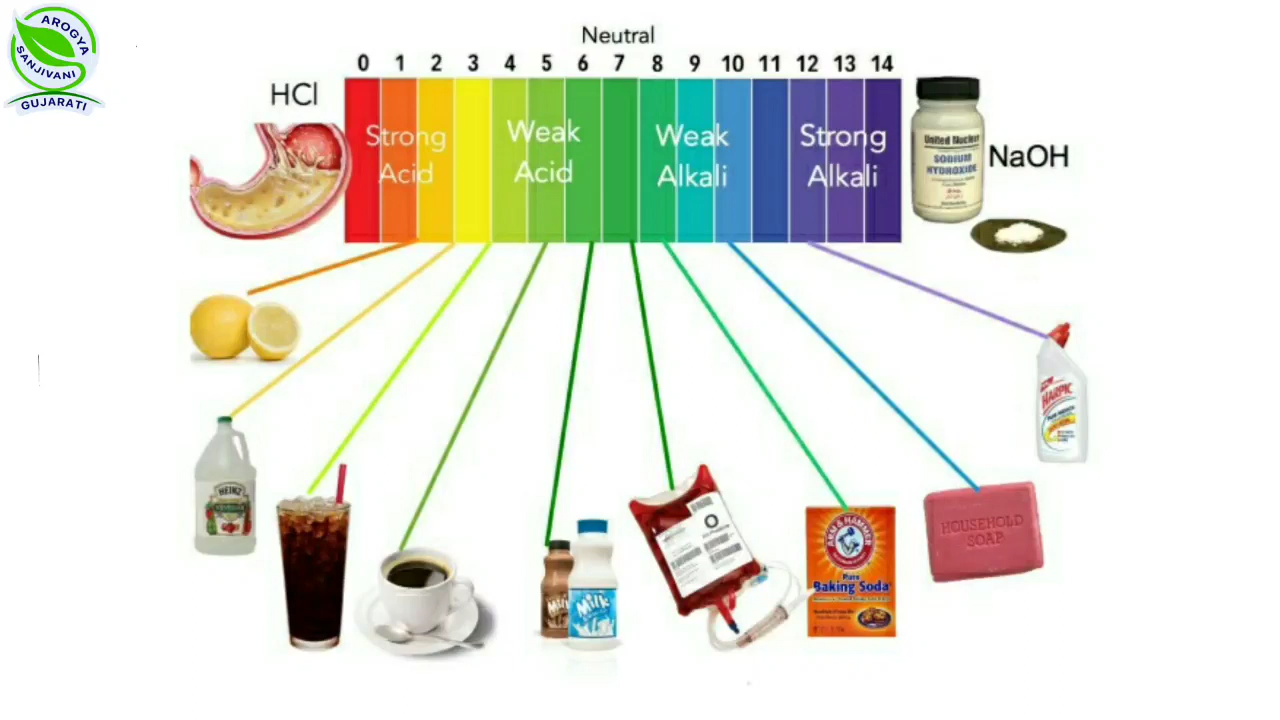 AROGYA
SANJIVANI
GUJARATI
Neutral
0 1 2 3 4 5 6 7 8 9 10 11 12 13 14
HCl
Strong
Acid
Weak
Acid
Weak
Alkali
Strong
Alkali
United Nuclear
SODIUM
HYDROXIDE
NaOH
HARPIC
HEINZ
Milk
Milk
ARM & HAMMER
Pure
Baking Soda
HOUSEHOLD
SOAP